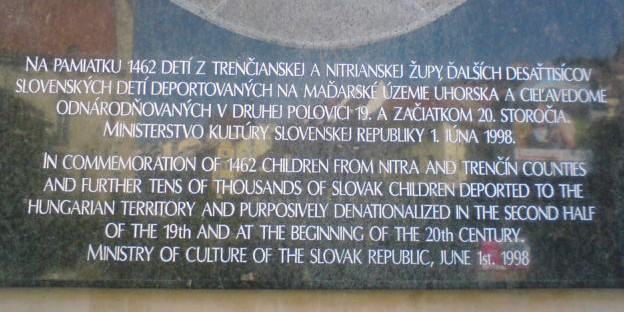 NA PAMIATKU 1462 DETÍ Z TRENČIANSKEJ A NITRIANSKEJ ŽUPY, ĎALŠÍCH DESAŤTISÍCOV
SLOVENSKÝCH DETÍ DEPORTOVANÝCH NA MAĎARSKÉ ÚZEMIE UHORSKA A CIEĽAVEDOME
ODNÁRODŇOVANÝCH V DRUHEJ POLOVICI 19. A ZAČIATKOM 20. STOROČIA.
MINISTERSTVO KULTÚRY SLOVENSKEJ REPUBLIKY 1. JÚNA 1998.
IN COMMEMORATION OF 1462 CHILDREN FROM NITRA AND TRENČÍN COUNTIES
AND FURTHER TENS OF THOUSANDS OF SLOVAK CHILDREN DEPORTED TO THE
HUNGARIAN TERRITORY AND PURPOSIVELY DENATIONALIZED IN THE SECOND HALF
OF THE 19th AND AT THE BEGINNING OF THE 20th CENTURY.
MINISTRY OF CULTURE OF THE SLOVAK REPUBLIC, JUNE 1st. 1998